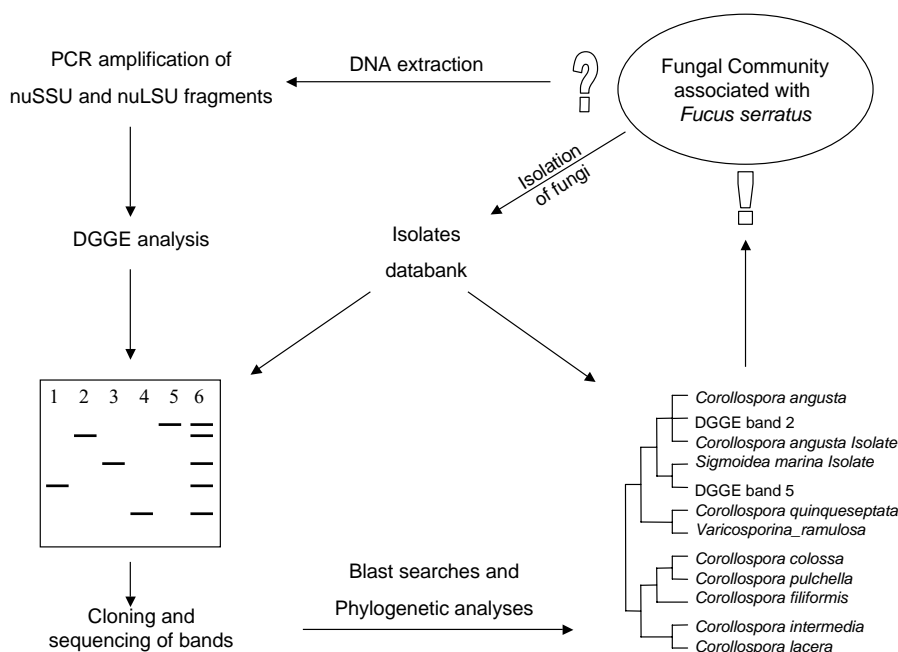 PCR amplification of
nuSSU and nuLSU fragments
DNA extraction
?
Fungal Community
associated with
Fucus serratus
Isolation
of fungi
!
DGGE analysis
Isolates
databank
1 2 3 4 5 6
Cloning and
sequencing of bands
Blast searches and
Phylogenetic analyses
Corollospora angusta
DGGE band 2
Corollospora angusta Isolate
Sigmoidea marina Isolate
DGGE band 5
Corollospora quinqueseptata
Varicosporina_ramulosa
Corollospora colossa
Corollospora pulchella
Corollospora filiformis
Corollospora intermedia
Corollospora lacera